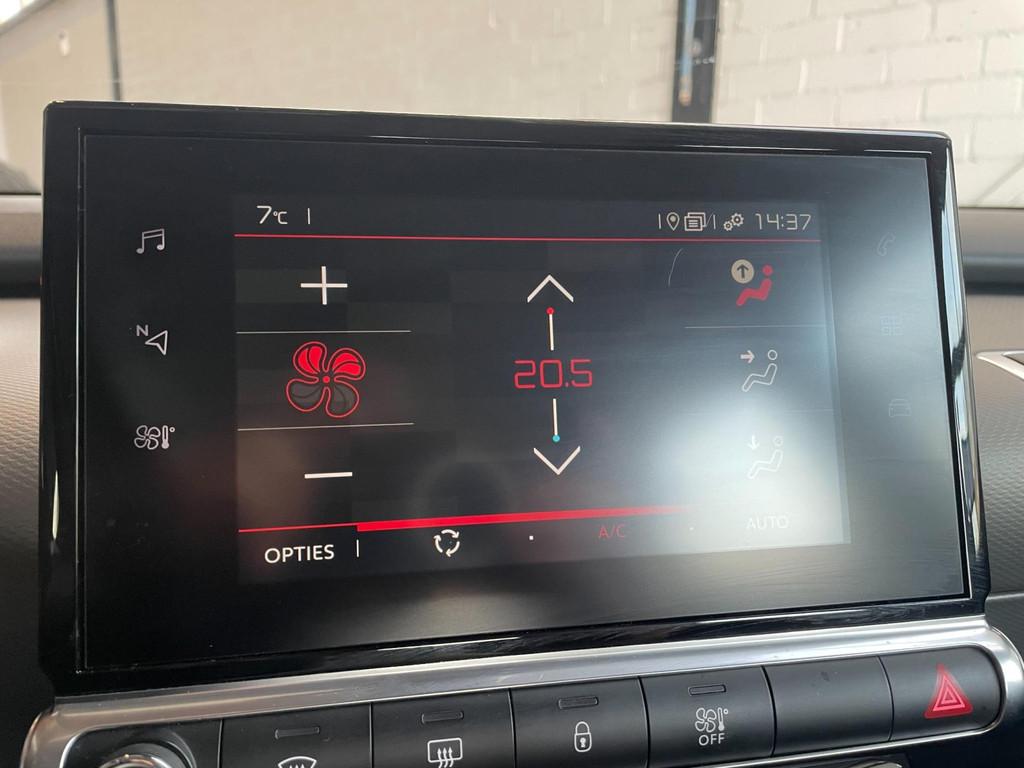 7°C 14:37
N
20.5
OPTIES A/C AUTO
OFF